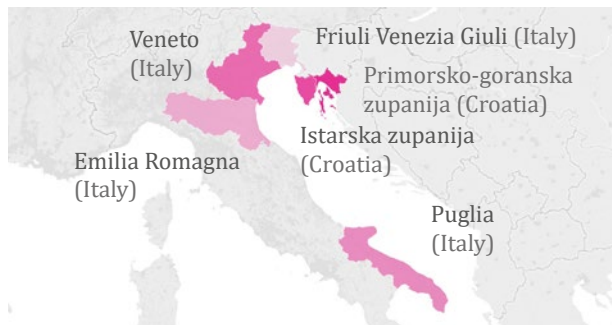 Veneto
(Italy)
Friuli Venezia Giuli (Italy)
Primorsko-goranska
zupanija (Croatia)
Istarska zupanija
(Croatia)
Emilia Romagna
(Italy)
Puglia
(Italy)